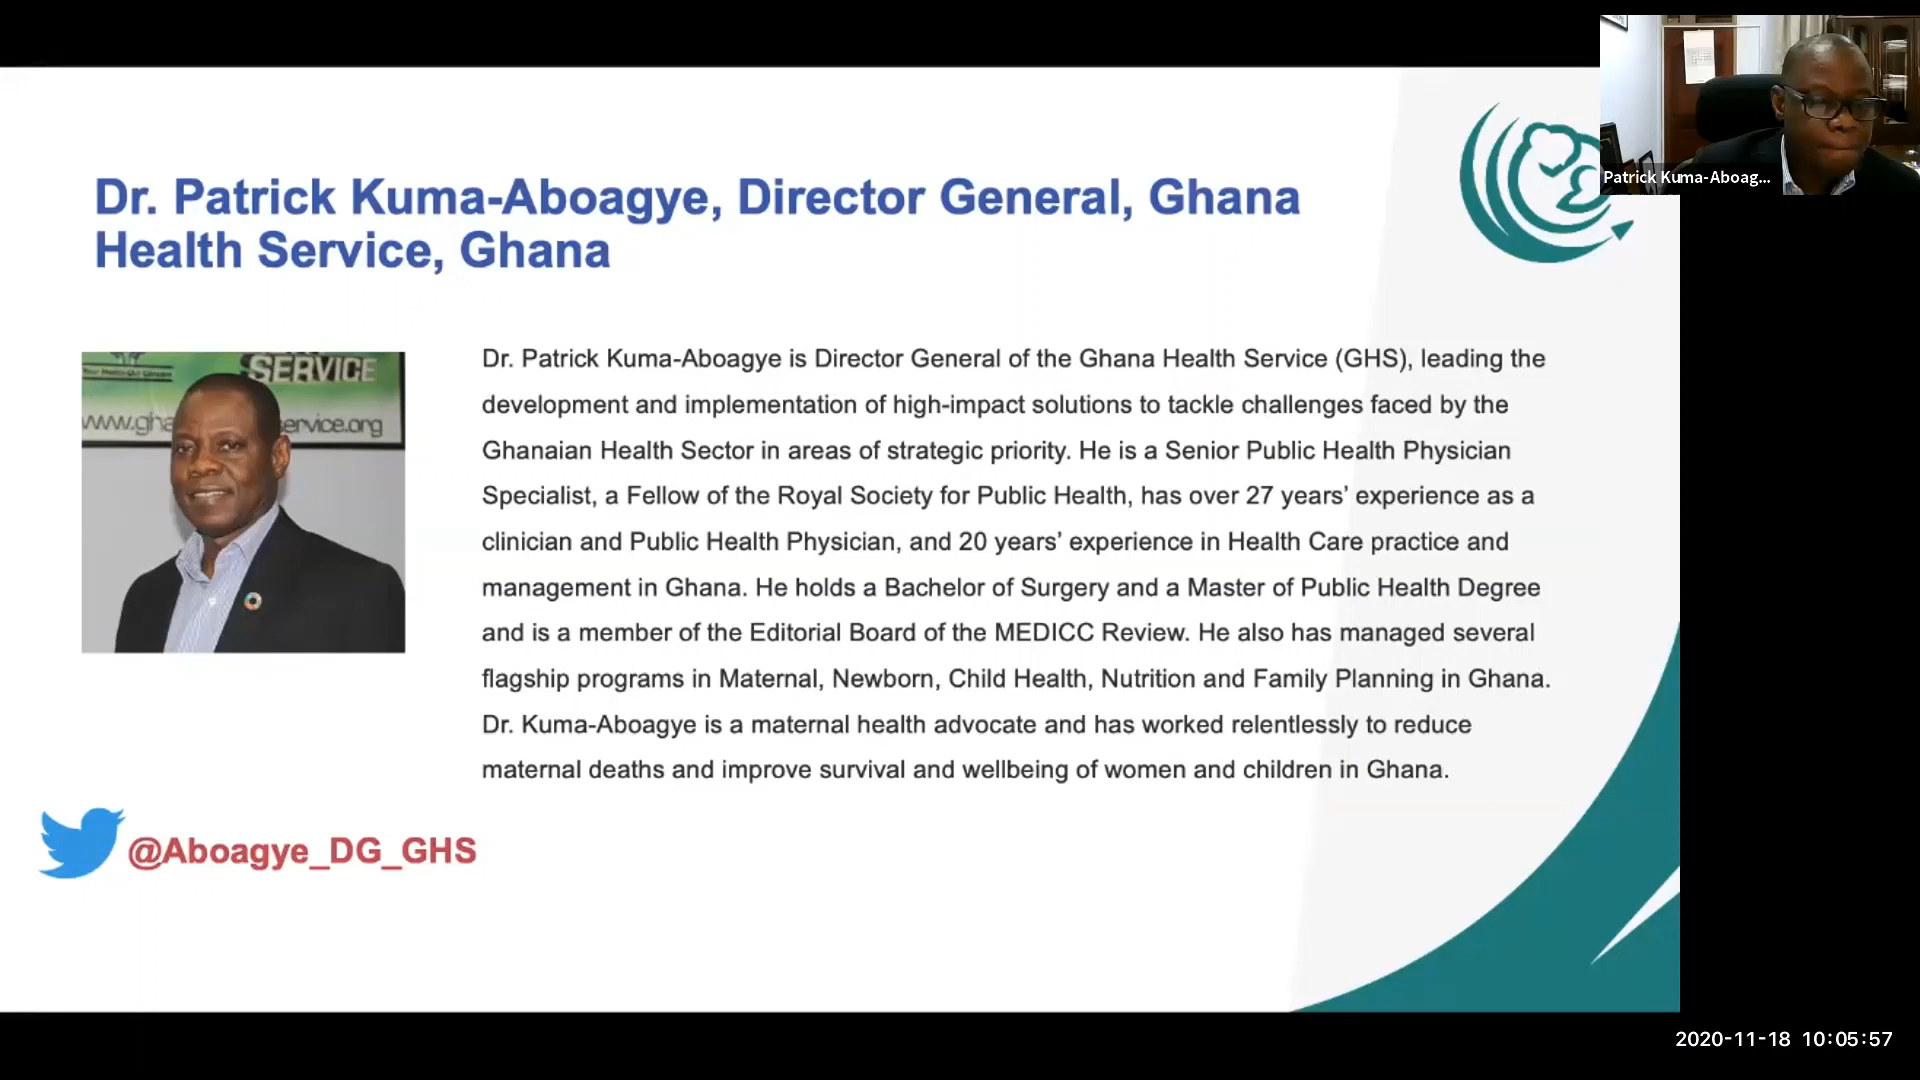 Patrick Kuma-Aboag...
Dr. Patrick Kuma-Aboagye, Director General, Ghana
Health Service, Ghana
SERVICE
www.gha
ervice.org
Dr. Patrick Kuma-Aboagye is Director General of the Ghana Health Service (GHS), leading the
development and implementation of high-impact solutions to tackle challenges faced by the
Ghanaian Health Sector in areas of strategic priority. He is a Senior Public Health Physician
Specialist, a Fellow of the Royal Society for Public Health, has over 27 years’ experience as a
clinician and Public Health Physician, and 20 years’ experience in Health Care practice and
management in Ghana. He holds a Bachelor of Surgery and a Master of Public Health Degree
and is a member of the Editorial Board of the MEDICC Review. He also has managed several
flagship programs in Maternal, Newborn, Child Health, Nutrition and Family Planning in Ghana.
Dr. Kuma-Aboagye is a maternal health advocate and has worked relentlessly to reduce
maternal deaths and improve survival and wellbeing of women and children in Ghana.
@Aboagye_DG_GHS
2020-11-18 10:05:57